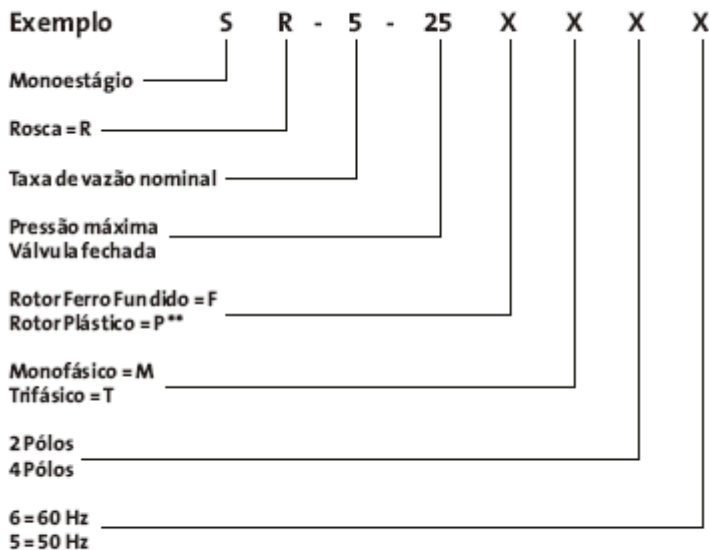 Exemplo S R - 5 - 25 X X X X
Monoestágio
Rosca = R
Taxa de vazão nominal
Pressão máxima
Válvula fechada
Rotor Ferro Fundido = F
Rotor Plástico = P**
Monofásico = M
Trifásico = T
2 Pólos
4 Pólos
6 = 60 Hz
5 = 50 Hz